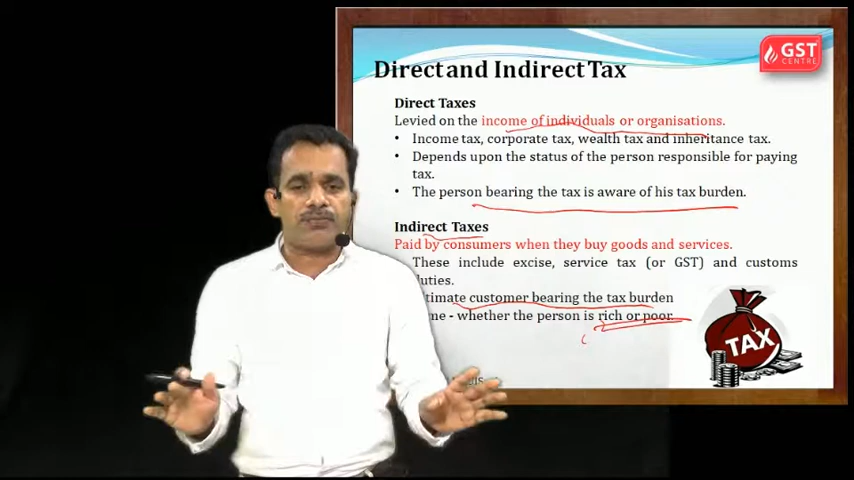 GST
CENTRE
Direct and Indirect Tax
Direct Taxes
Levied on the income of individuals or organisations.
• Income tax, corporate tax, wealth tax and inheritance tax.
• Depends upon the status of the person responsible for paying
tax.
• The person bearing the tax is aware of his tax burden.
Indirect Taxes
Paid by consumers when they buy goods and services.
These include excise, service tax (or GST) and customs
customer bearing the tax burden
- whether the person is rich or poor.
TAX